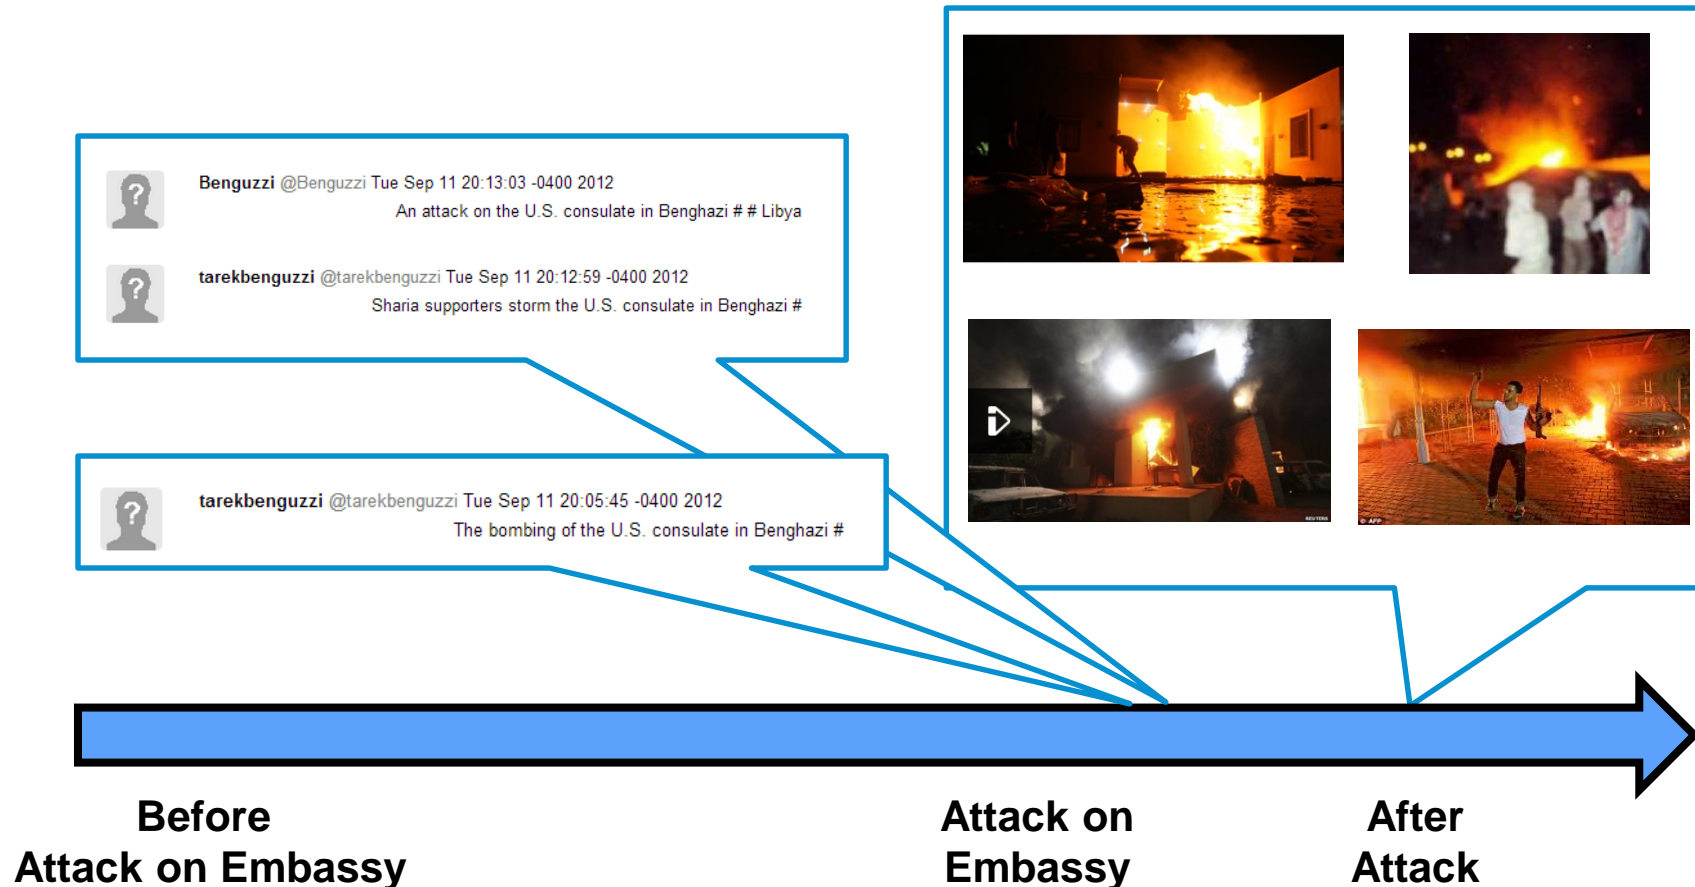 Benguzzi @Benguzzi Tue Sep 11 20:13:03 -0400 2012
An attack on the U.S. consulate in Benghazi # # Libya
tarekbenguzzi @tarekbenguzzi Tue Sep 11 20:12:59 -0400 2012
Sharia supporters storm the U.S. consulate in Benghazi #
tarekbenguzzi @tarekbenguzzi Tue Sep 11 20:05:45 -0400 2012
The bombing of the U.S. consulate in Benghazi #
REUTERS
© AFP
Before
Attack on Embassy
Attack on
Embassy
After
Attack